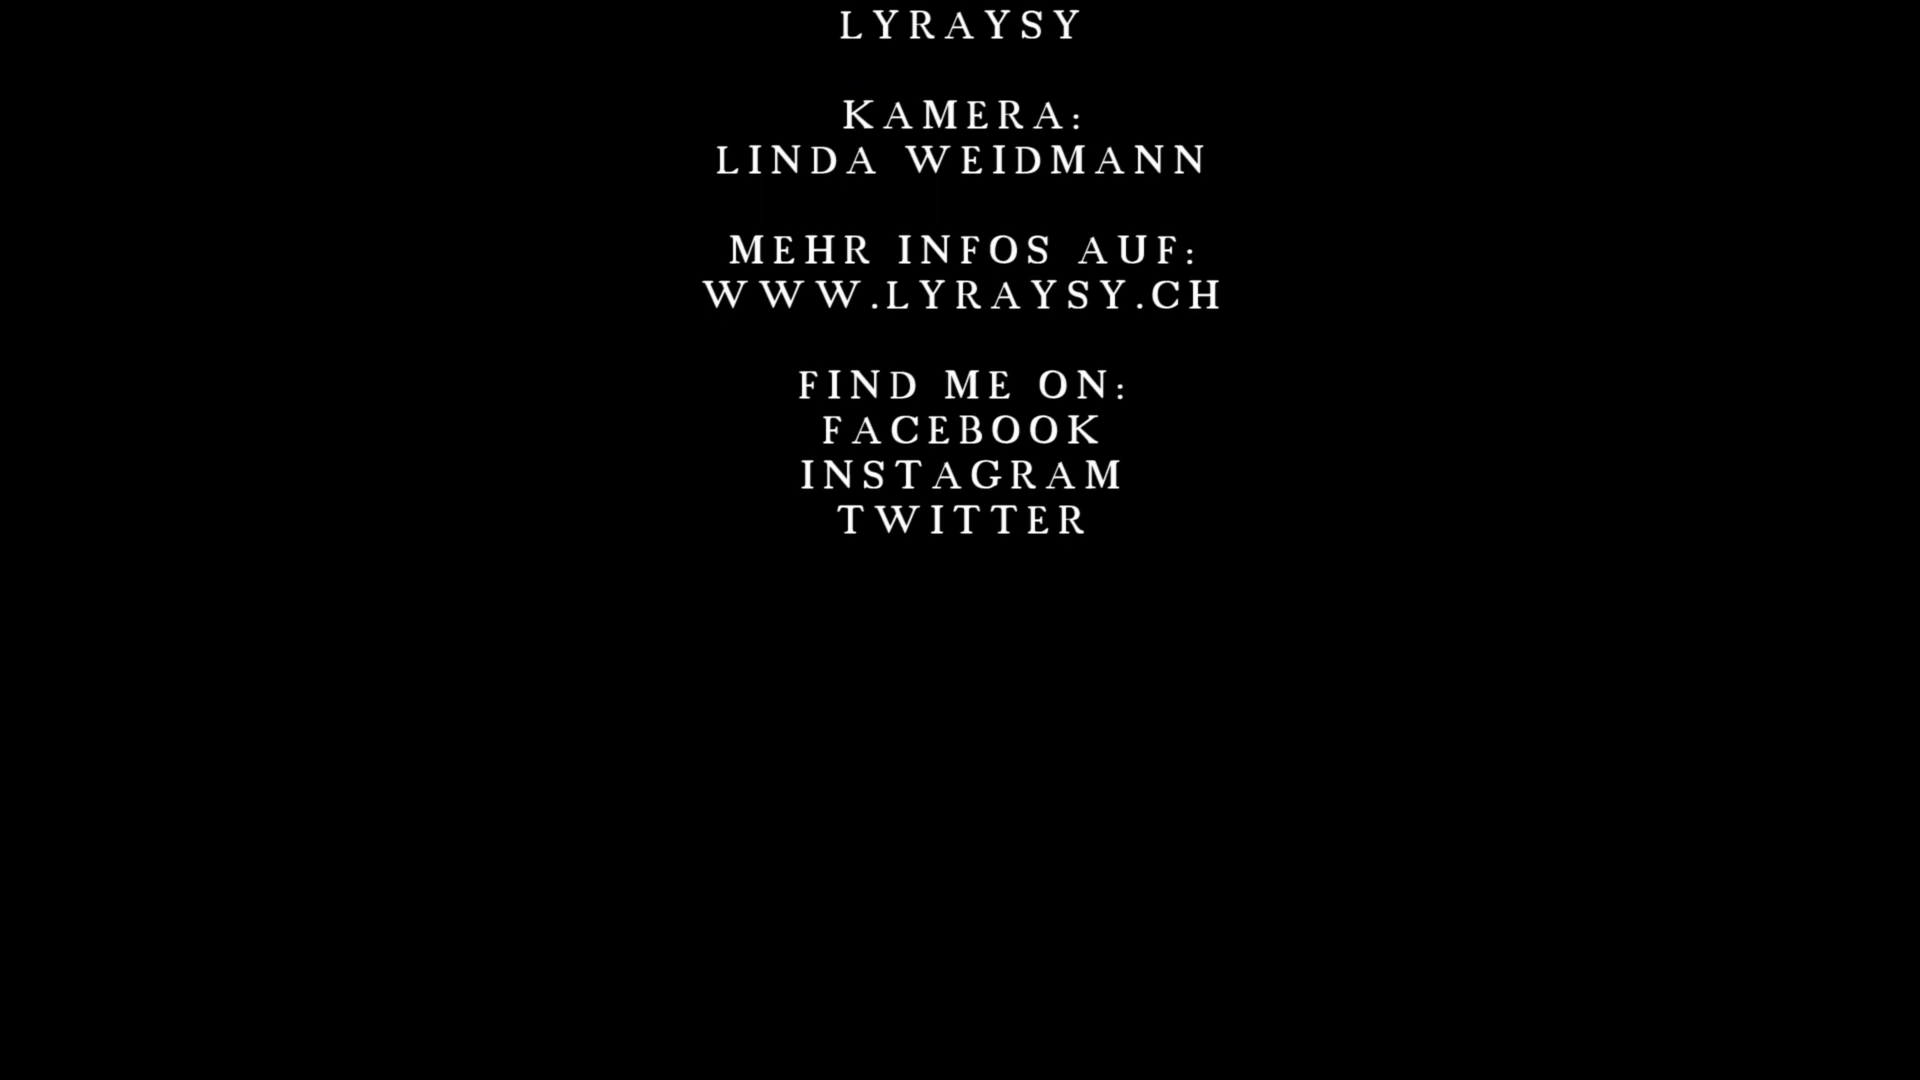 LYRAYSY
KAMERA:
LINDA WEIDMANN
MEHR INFOS AUF:
WWW.LYRAYSY.CH
FIND ME ON:
FACEBOOK
INSTAGRAM
TWITTER